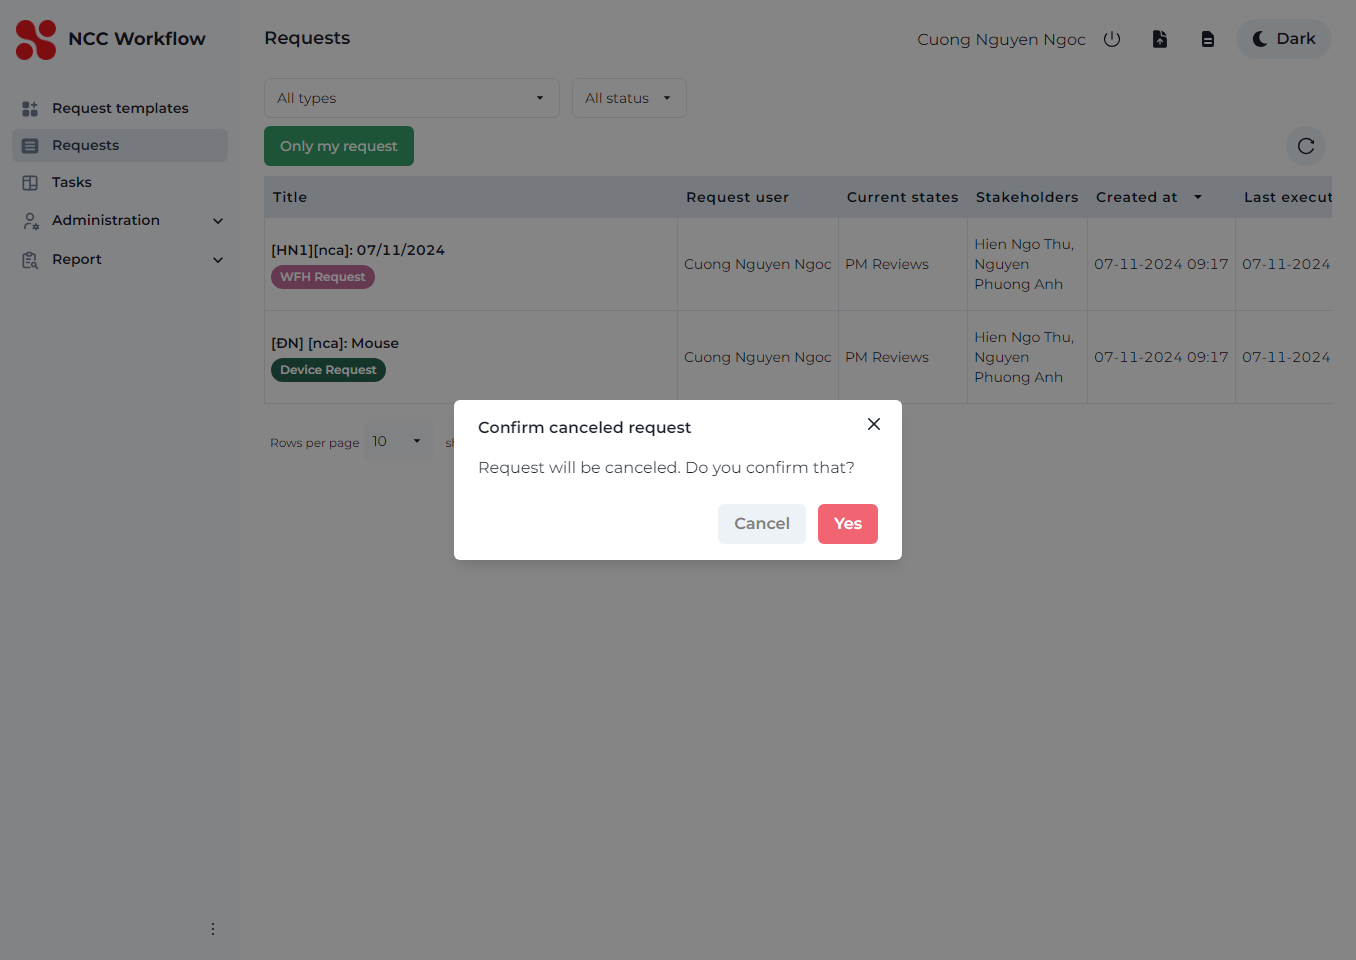 NCC Workflow
Request templates
Requests
Tasks
Administration
Report
Requests
Cuong Nguyen Ngoc
Dark
All types
All status
Only my request
Title
Request user
Current states
Stakeholders
Created at
Last execut
[HN1][nca]: 07/11/2024
WFH Request
Cuong Nguyen Ngoc
PM Reviews
Hien Ngo Thu,
Nguyen
Phuong Anh
07-11-2024 09:17
07-11-2024
[ĐN] [nca]: Mouse
Device Request
Cuong Nguyen Ngoc
PM Reviews
Hien Ngo Thu,
Nguyen
Phuong Anh
07-11-2024 09:17
07-11-2024
Rows per page
10
Confirm canceled request
Request will be canceled. Do you confirm that?
Cancel
Yes